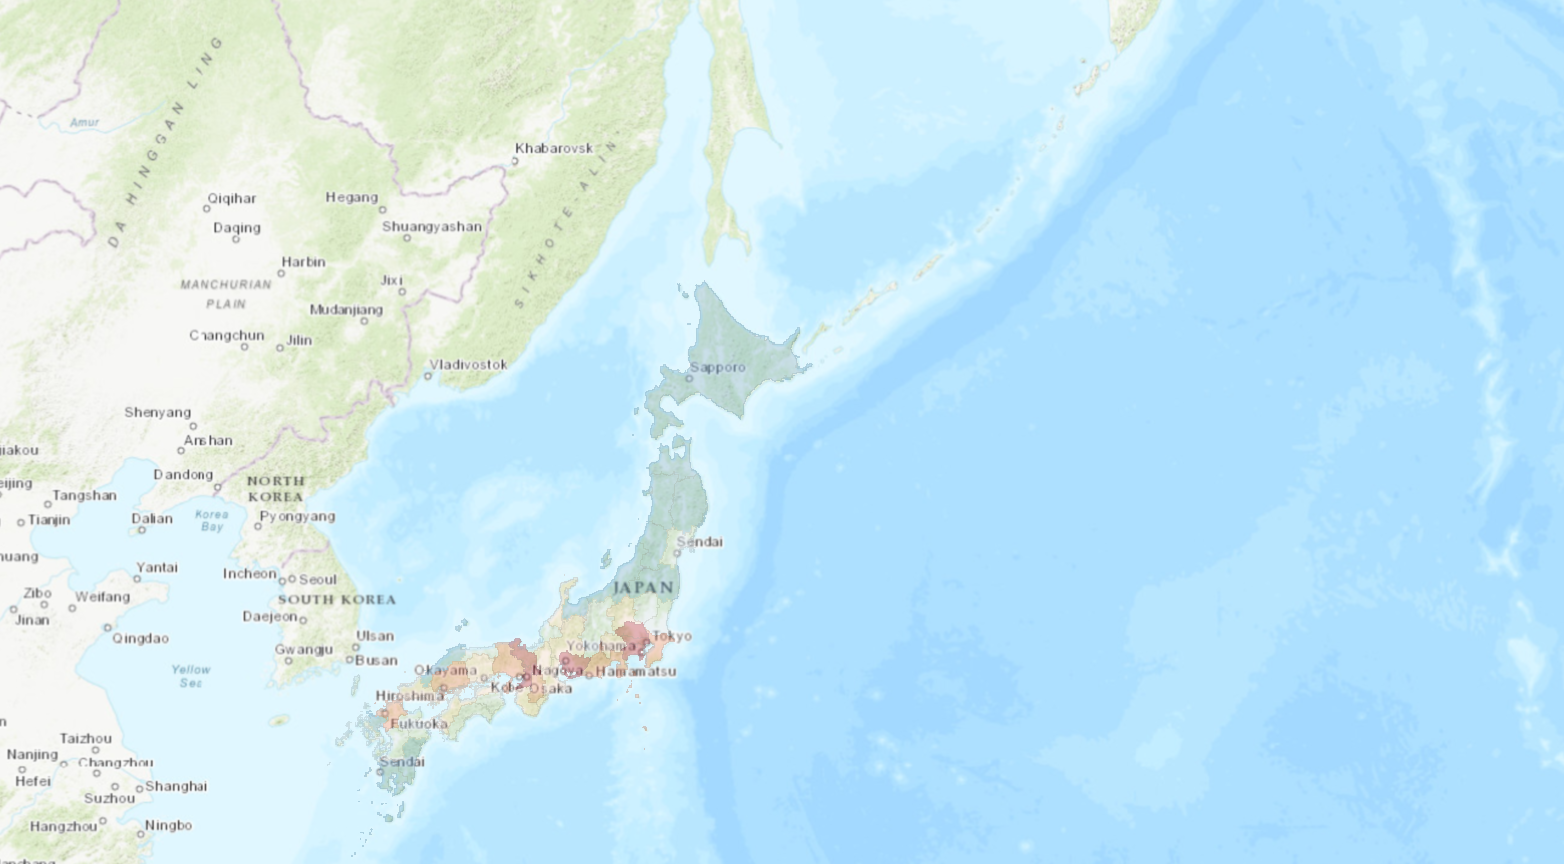 Amur
DA HINGGAN LING
Khabarovsk
SIKHOTE-ALIN'
Qiqihar
Hegang
Daqing
Shuangyashan
Harbin
Jixi
MANCHURIAN
PLAIN
Mudanjiang
Changchun
Jilin
Vladivostok
Sapporo
Shenyang
Anshan
jiakou
Dandong
NORTH
KOREA
eijing
Tangshan
Korea
Bay
Tianjin
Dalian
Pyongyang
Sendai
huang
Yantai
Incheon
Seoul
JAPAN
Zibo
Weifang
SOUTH KOREA
Jinan
Daejeon
Qingdao
Ulsan
Tokyo
Yokohama
Gwangju
Busan
Yellow
Sea
Okayama
Nagoya
Hamamatsu
Kobe
Osaka
Hiroshima
Fukuoka
Taizhou
Nanjing
Changzhou
Sendai
Hefei
Shanghai
Suzhou
Hangzhou
Ningbo